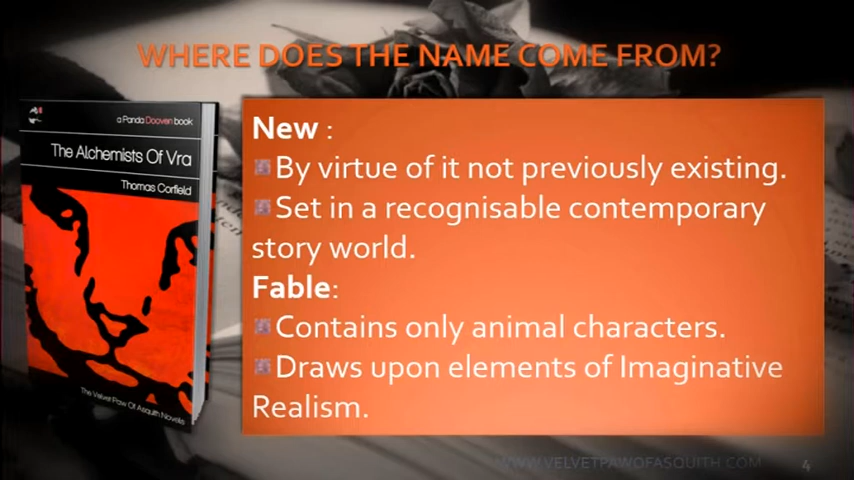 WHERE DOES THE NAME COME FROM?
a Panda Dooven book
The Alchemists Of Vra
Thomas Corfield
The Velvet Paw Of Asquith Novels
New :
By virtue of it not previously existing.
Set in a recognisable contemporary
story world.
Fable:
Contains only animal characters.
Draws upon elements of Imaginative
Realism.
WWW.VELVETPAWOFASQUITH.COM
4